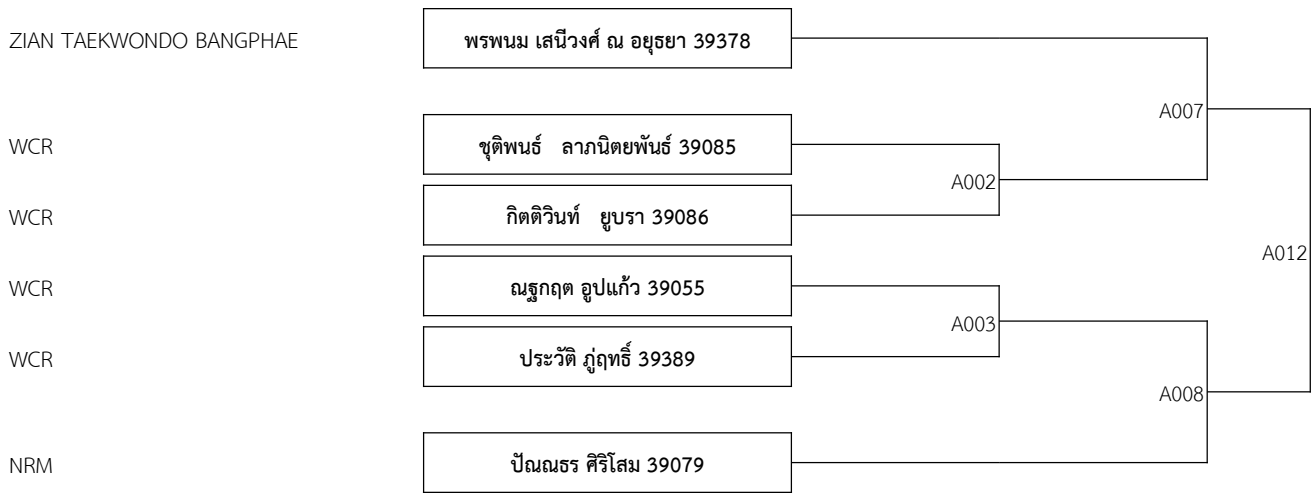 ZIAN TAEKWONDO BANGPHAE พรพนม เสนีวงศ์ ณ อยุธยา 39378
A007
WCR ชุติพนธ์ ลาภนิตยพันธ์ 39085
A002
WCR กิตติวินท์ ยูบรา 39086
A012
WCR ณฐกฤต อูปแก้ว 39055
A003
WCR ประวัติ ภู่ฤทธิ์ 39389
A008
NRM ปัณณธร ศิริโสม 39079